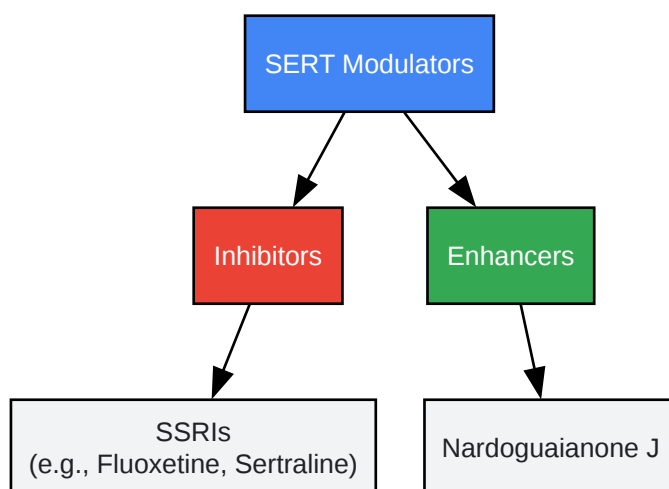 SERT Modulators
Inhibitors
Enhancers
SSRIs
(e.g., Fluoxetine, Sertraline)
Nardoguaianone J